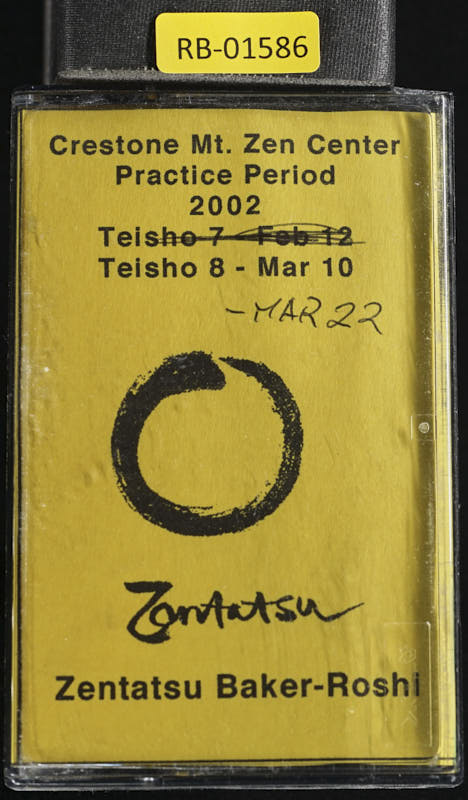 RB-01586
Crestone Mt. Zen Center
Practice Period
2002
Teisho 7 - Feb 12
Teisho 8 - Mar 10
-MAR 22
Zentatsu
Zentatsu Baker-Roshi